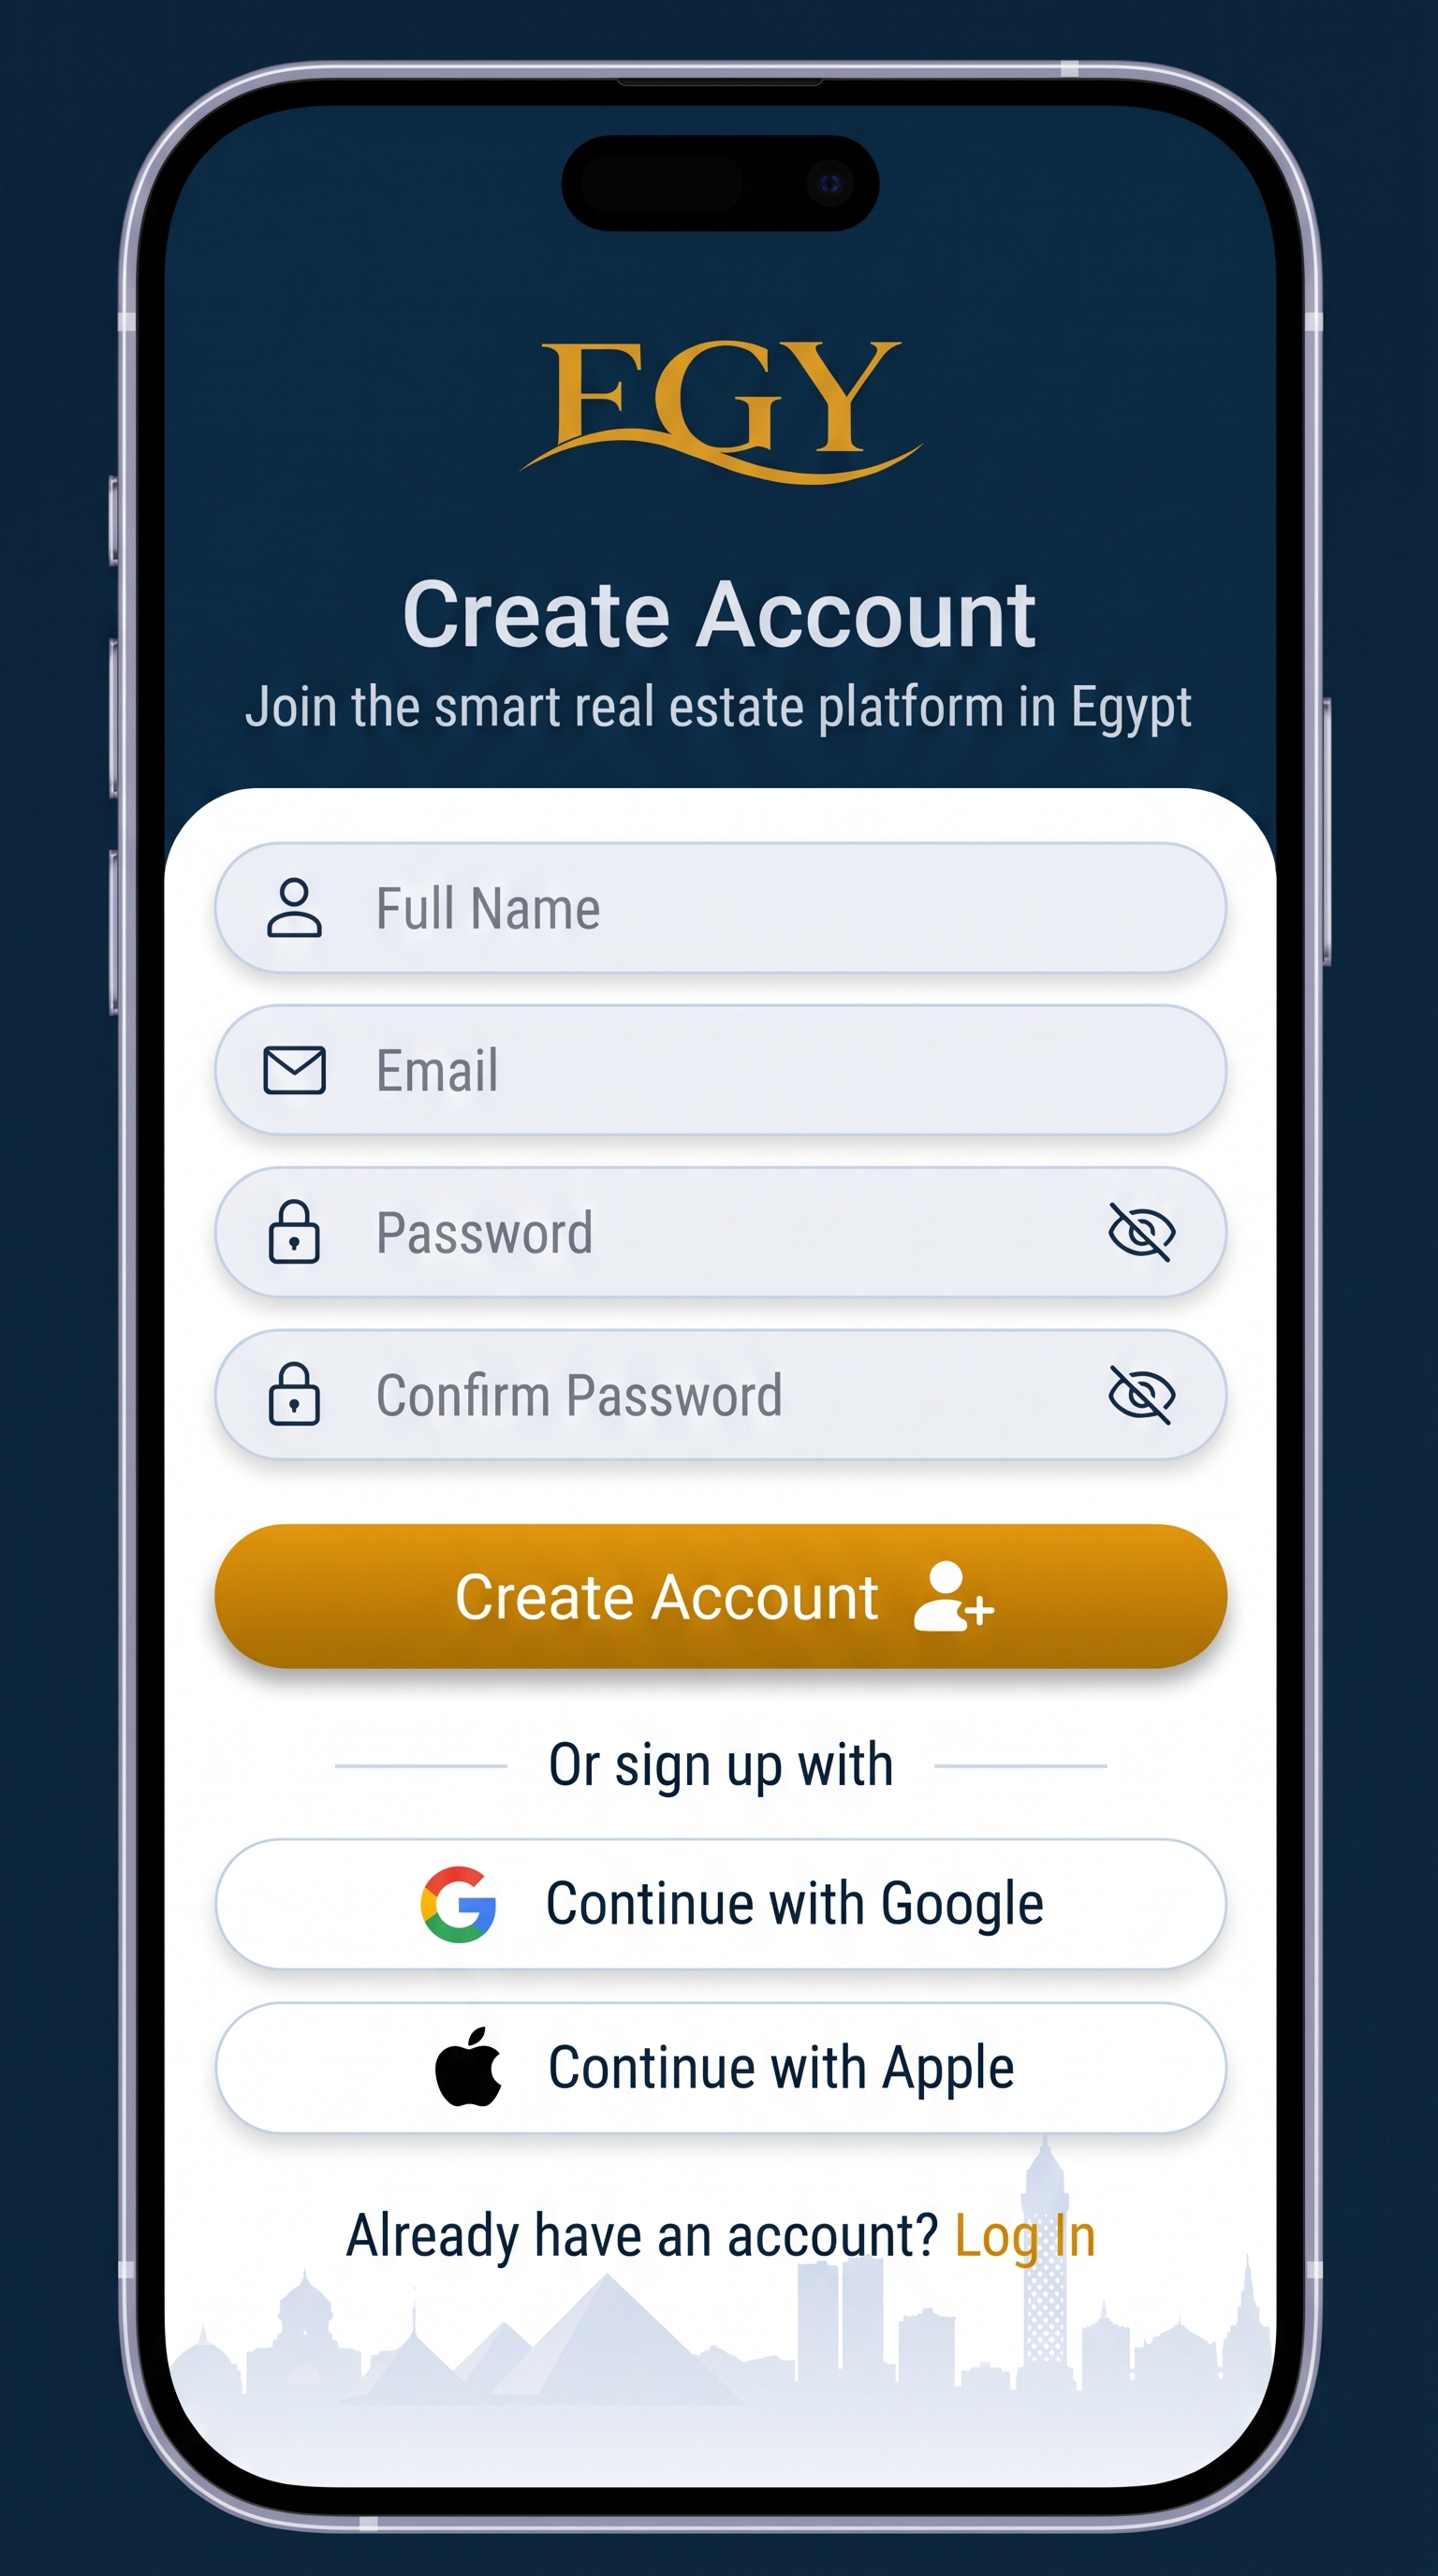 EGY
Create Account
Join the smart real estate platform in Egypt
Full Name
Email
Password
Confirm Password
Create Account
Or sign up with
Continue with Google
Continue with Apple
Already have an account? Log In